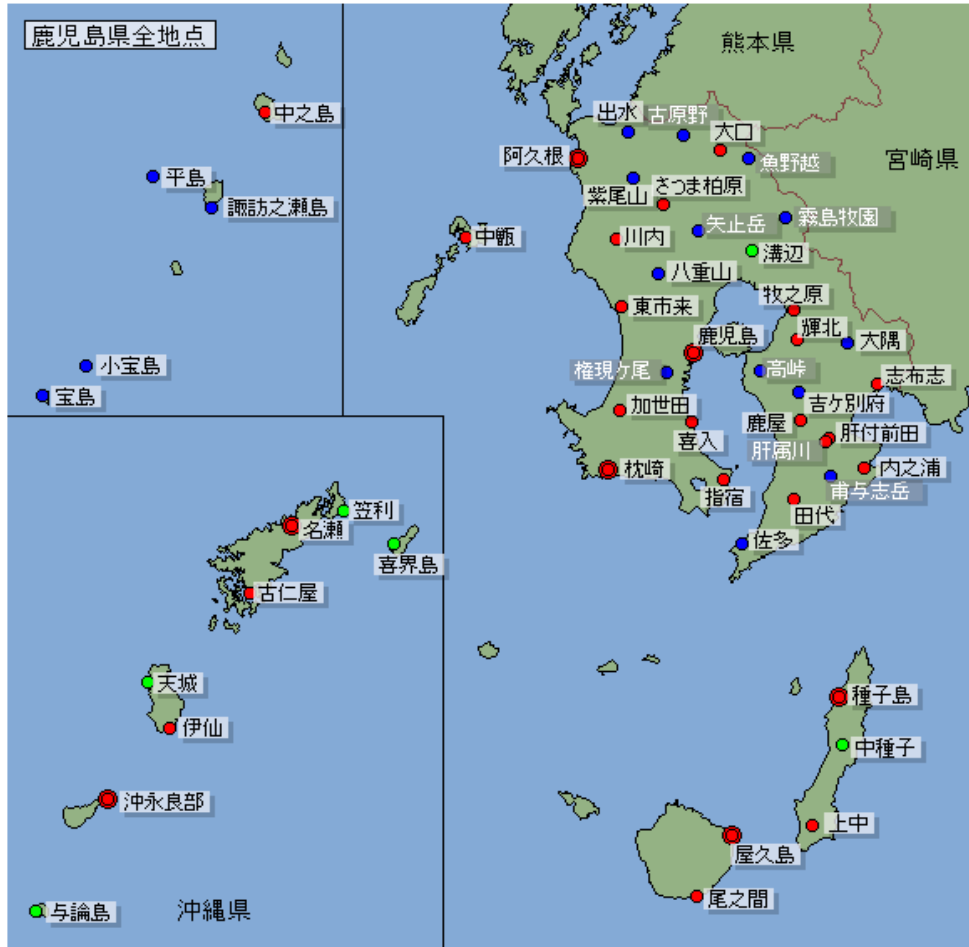 鹿児島県全地点
熊本県
宮崎県
中之島
平島
諏訪之瀬島
小宝島
宝島
出水
古原野
大口
阿久根
魚野越
紫尾山
さつま柏原
中甑
川内
矢止岳
霧島牧園
溝辺
八重山
牧之原
東市来
鹿児島
輝北
大隅
権現ヶ尾
高峠
志布志
加世田
喜入
吉ケ別府
鹿屋
肝付前田
肝属川
枕崎
指宿
内之浦
甫与志岳
田代
佐多
笠利
名瀬
喜界島
古仁屋
天城
伊仙
沖永良部
与論島
沖縄県
種子島
中種子
上中
屋久島
尾之間